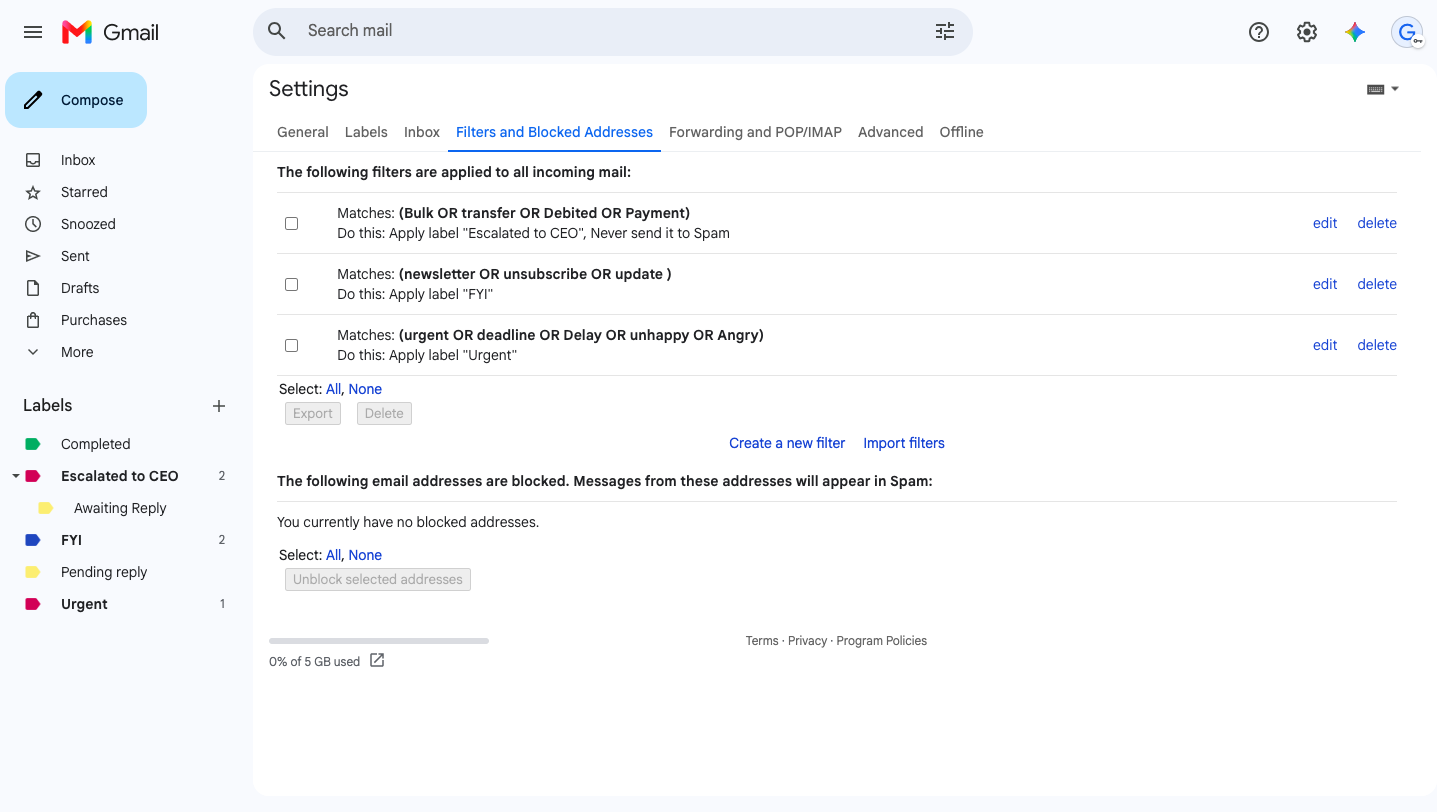 Gmail
Search mail
Compose
Inbox
Starred
Snoozed
Sent
Drafts
Purchases
More
Labels
Completed
Escalated to CEO 2
Awaiting Reply
FYI 2
Pending reply
Urgent 1
Settings
General Labels Inbox Filters and Blocked Addresses Forwarding and POP/IMAP Advanced Offline
The following filters are applied to all incoming mail:
Matches: (Bulk OR transfer OR Debited OR Payment)
Do this: Apply label "Escalated to CEO", Never send it to Spam
edit delete
Matches: (newsletter OR unsubscribe OR update )
Do this: Apply label "FYI"
edit delete
Matches: (urgent OR deadline OR Delay OR unhappy OR Angry)
Do this: Apply label "Urgent"
edit delete
Select: All, None
Export Delete
Create a new filter Import filters
The following email addresses are blocked. Messages from these addresses will appear in Spam:
You currently have no blocked addresses.
Select: All, None
Unblock selected addresses
0% of 5 GB used
Terms · Privacy · Program Policies